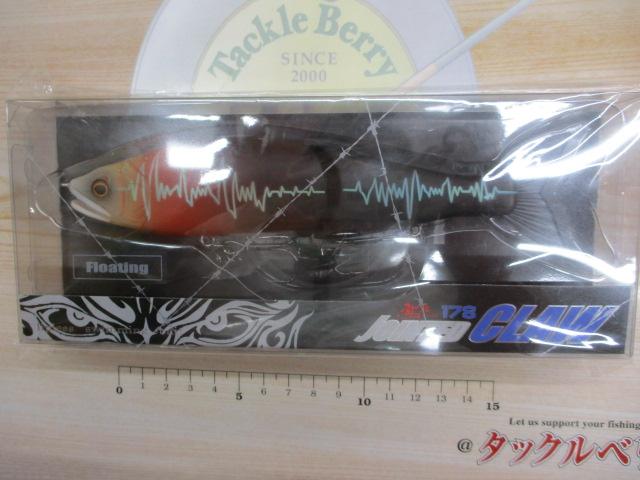 Tackle Berry
SINCE
2000
Floating
178
JOINTED CLAW
0 1 5 10 15
Let us support your fishing
@タックルベ